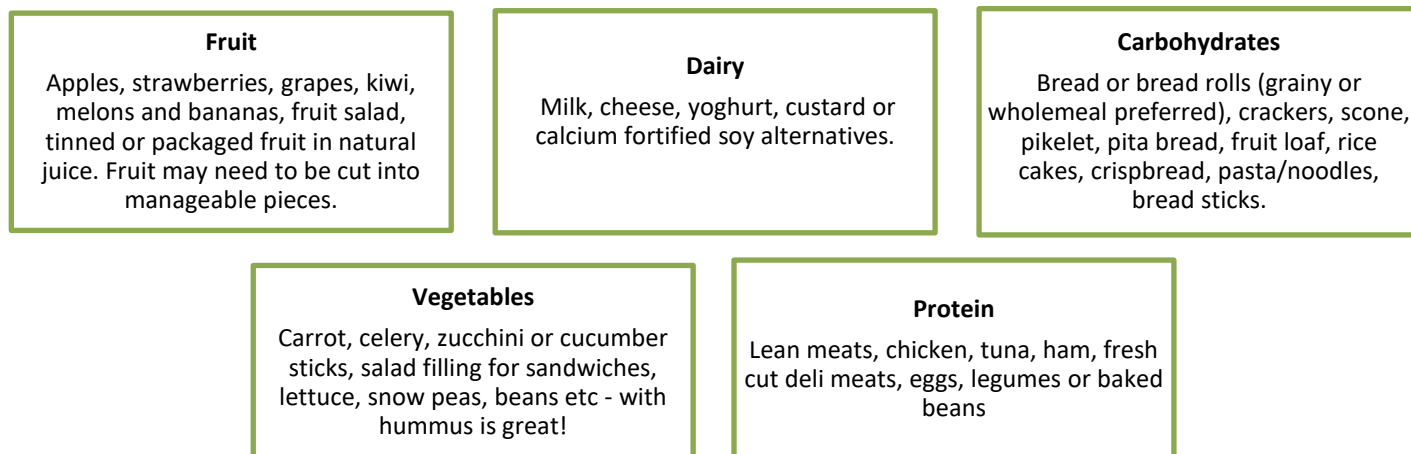 Fruit
Apples, strawberries, grapes, kiwi,
melons and bananas, fruit salad,
tinned or packaged fruit in natural
juice. Fruit may need to be cut into
manageable pieces.
Dairy
Milk, cheese, yoghurt, custard or
calcium fortified soy alternatives.
Carbohydrates
Bread or bread rolls (grainy or
wholemeal preferred), crackers, scone,
pikelet, pita bread, fruit loaf, rice
cakes, crispbread, pasta/noodles,
bread sticks.
Vegetables
Carrot, celery, zucchini or cucumber
sticks, salad filling for sandwiches,
lettuce, snow peas, beans etc - with
hummus is great!
Protein
Lean meats, chicken, tuna, ham, fresh
cut deli meats, eggs, legumes or baked
beans